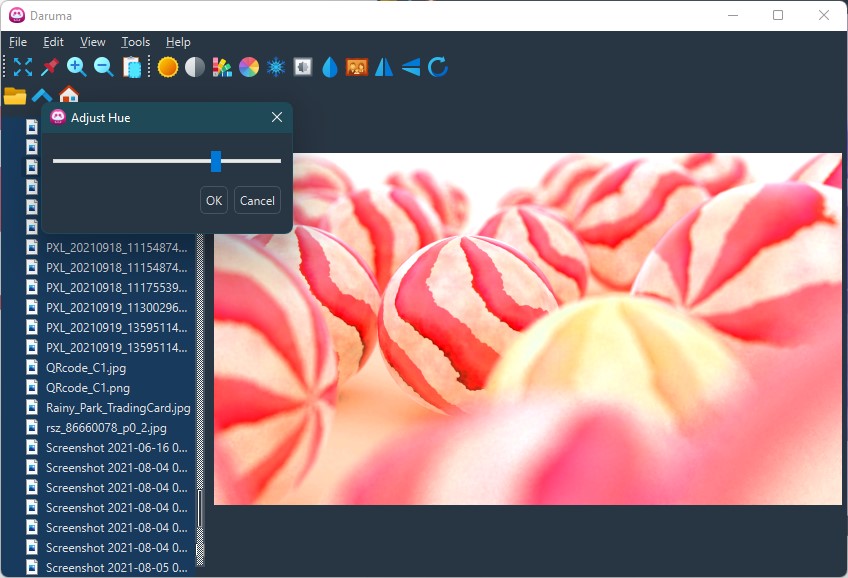 Daruma
File Edit View Tools Help
Adjust Hue
OK Cancel
PXL_20210918_11154874...
PXL_20210918_11154874...
PXL_20210918_11175539...
PXL_20210919_11300296...
PXL_20210919_13595114...
PXL_20210919_13595114...
QRcode_C1.jpg
QRcode_C1.png
Rainy_Park_TradingCard.jpg
rsz_86660078_p0_2.jpg
Screenshot 2021-06-16 0...
Screenshot 2021-08-04 0...
Screenshot 2021-08-04 0...
Screenshot 2021-08-04 0...
Screenshot 2021-08-04 0...
Screenshot 2021-08-04 0...
Screenshot 2021-08-05 0...